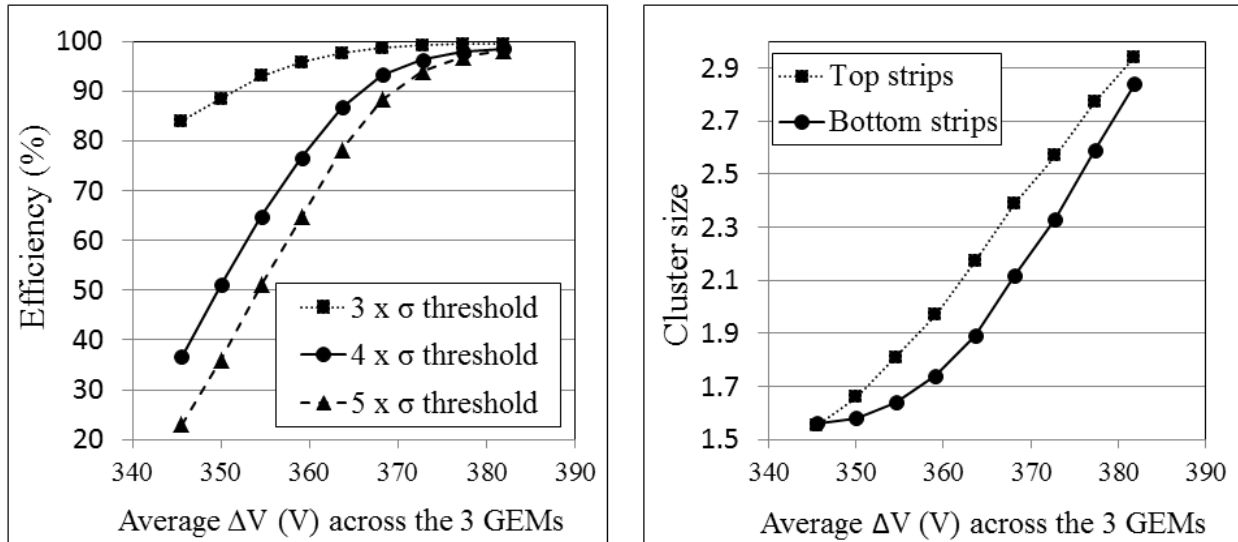 100
90
80
70
60
50
40
30
20
Efficiency (%)
3 x σ threshold
4 x σ threshold
5 x σ threshold
340 350 360 370 380 390
Average ΔV (V) across the 3 GEMs
2.9
2.7
2.5
2.3
2.1
1.9
1.7
1.5
Cluster size
Top strips
Bottom strips
340 350 360 370 380 390
Average ΔV (V) across the 3 GEMs